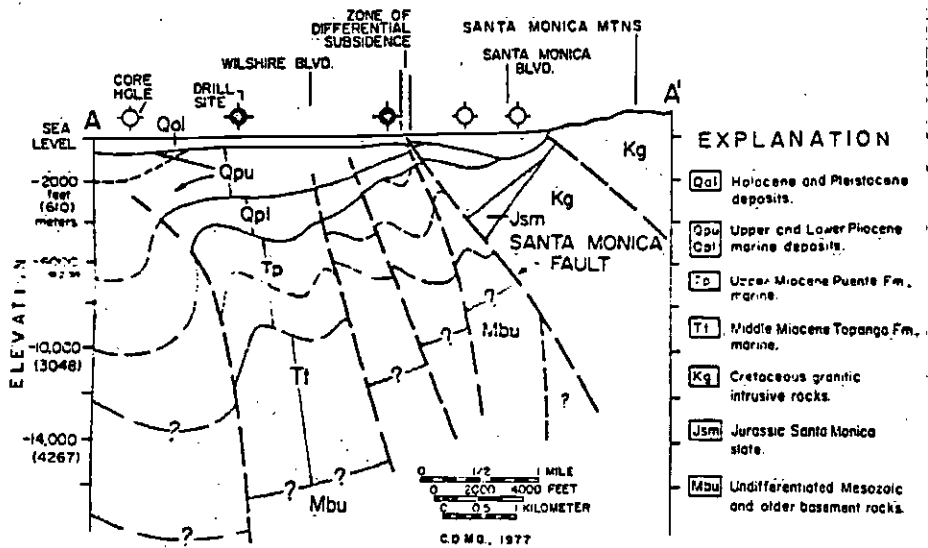 ZONE OF
DIFFERENTIAL
SUBSIDENCE
SANTA MONICA MTNS
SANTA MONICA
BLVD.
WILSHIRE BLVD.
CORE
HOLE
DRILL
SITE
A
A'
SEA
LEVEL
Qal
Qpu
Kg
-2000
feet
(610)
meters
Qpl
Kg
Jsm
SANTA MONICA
FAULT
Tp
ELEVATION
?
?
Mbu
-10,000
(3048)
Tf
?
?
?
-14,000
(4267)
? ?
Mbu
?
0 1/2 1 MILE
0 2000 4000 FEET
0 0.5 1 KILOMETER
C.D.M.G., 1977
EXPLANATION
Qal Holocene and Pleistocene
deposits.
Qpu Upper and Lower Pliocene
Qpl marine deposits.
Tp Upper Miocene Puente Fm.,
marine.
Tf Middle Miocene Topanga Fm.,
marine.
Kg Cretaceous granitic
intrusive rocks.
Jsm Jurassic Santa Monica
slate.
Mbu Undifferentiated Mesozoic
and older basement rocks.